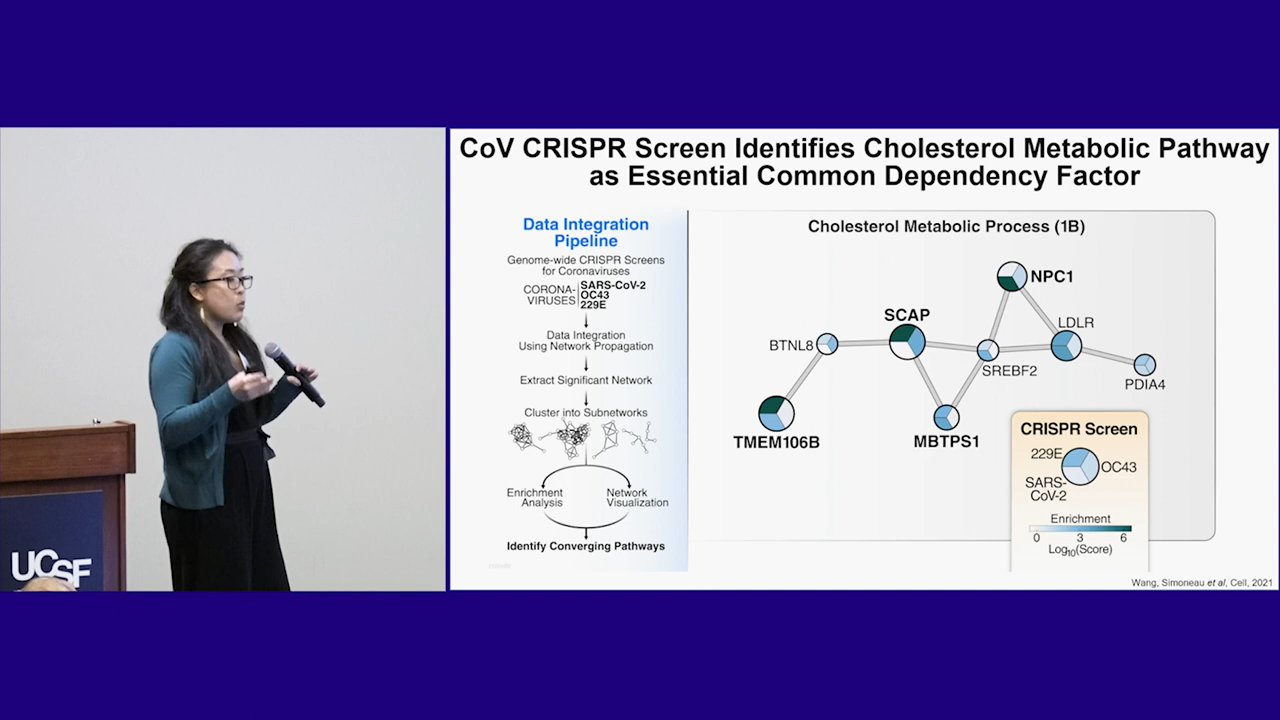 CoV CRISPR Screen Identifies Cholesterol Metabolic Pathway
as Essential Common Dependency Factor
Data Integration
Pipeline
Genome-wide CRISPR Screens
for Coronaviruses
CORONA-
VIRUSES
SARS-CoV-2
OC43
229E
Data Integration
Using Network Propagation
Extract Significant Network
Cluster into Subnetworks
Enrichment
Analysis
Network
Visualization
Identify Converging Pathways
Cholesterol Metabolic Process (1B)
NPC1
SCAP
LDLR
BTNL8
SREBF2
PDIA4
TMEM106B
MBTPS1
CRISPR Screen
229E
OC43
SARS-
CoV-2
Enrichment
0 3 6
Log10(Score)
Wang, Simoneau et al, Cell, 2021
UCSF